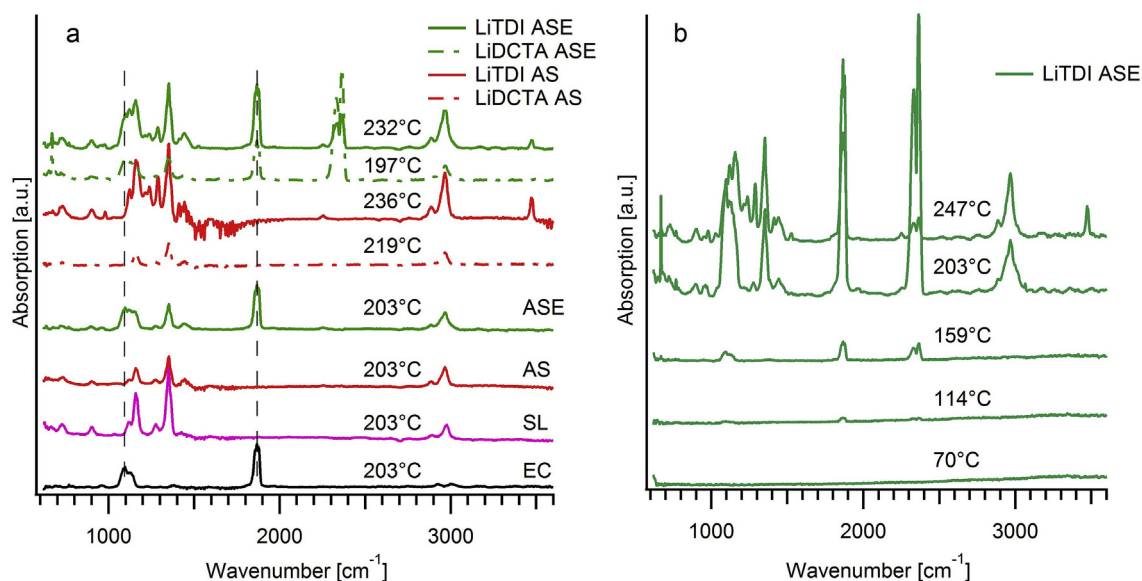 a
LiTDI ASE
LiDCTA ASE
LiTDI AS
LiDCTA AS
232°C
197°C
236°C
219°C
203°C ASE
203°C AS
203°C SL
203°C EC
Absorption [a.u.]
1000 2000 3000
Wavenumber [cm⁻¹]
b
LiTDI ASE
247°C
203°C
159°C
114°C
70°C
Absorption [a.u.]
1000 2000 3000
Wavenumber [cm⁻¹]